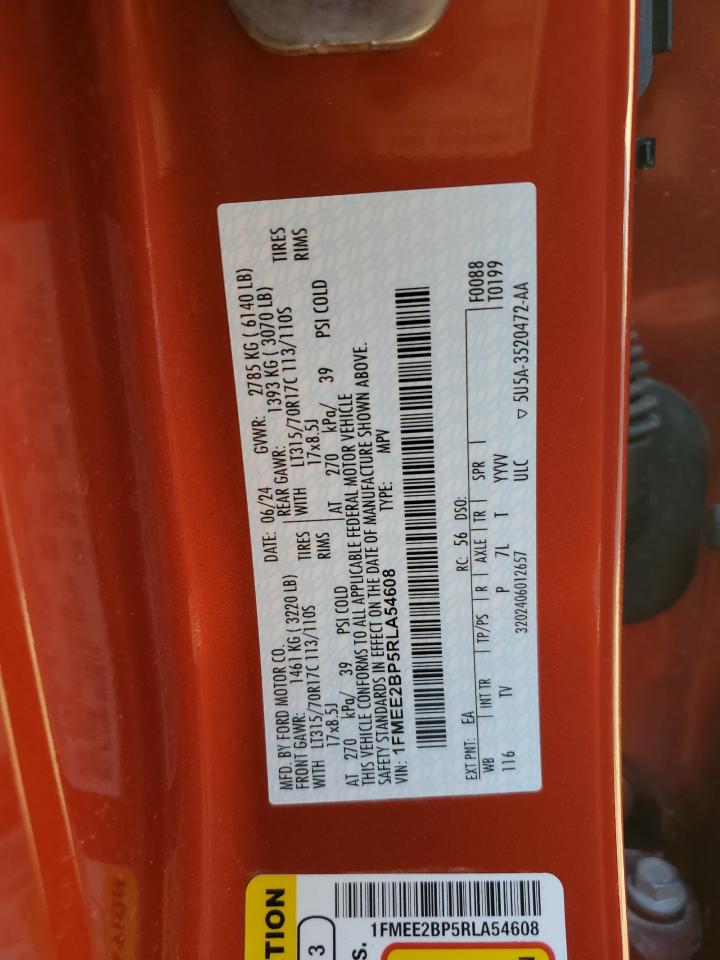 MFD. BY FORD MOTOR CO.
DATE: 06/24 GVWR: 2785 KG ( 6140 LB)
FRONT GAWR: 1461 KG ( 3220 LB) REAR GAWR: 1393 KG ( 3070 LB)
WITH LT315/70R17C 113/110S TIRES WITH LT315/70R17C 113/110S TIRES
17x8.5J RIMS 17x8.5J RIMS
AT 270 kPa/ 39 PSI COLD AT 270 kPa/ 39 PSI COLD
THIS VEHICLE CONFORMS TO ALL APPLICABLE FEDERAL MOTOR VEHICLE
SAFETY STANDARDS IN EFFECT ON THE DATE OF MANUFACTURE SHOWN ABOVE.
VIN: 1FMEE2BP5RLA54608 TYPE: MPV
F0088
T0199
EXT PNT: EA RC: 56 DSO:
WB INT TR TP/PS R AXLE TR SPR
116 TV P 7L T YYVV
3202406012657 ULC ▽ 5U5A-3520472-AA
TION
3
S.
1FMEE2BP5RLA54608